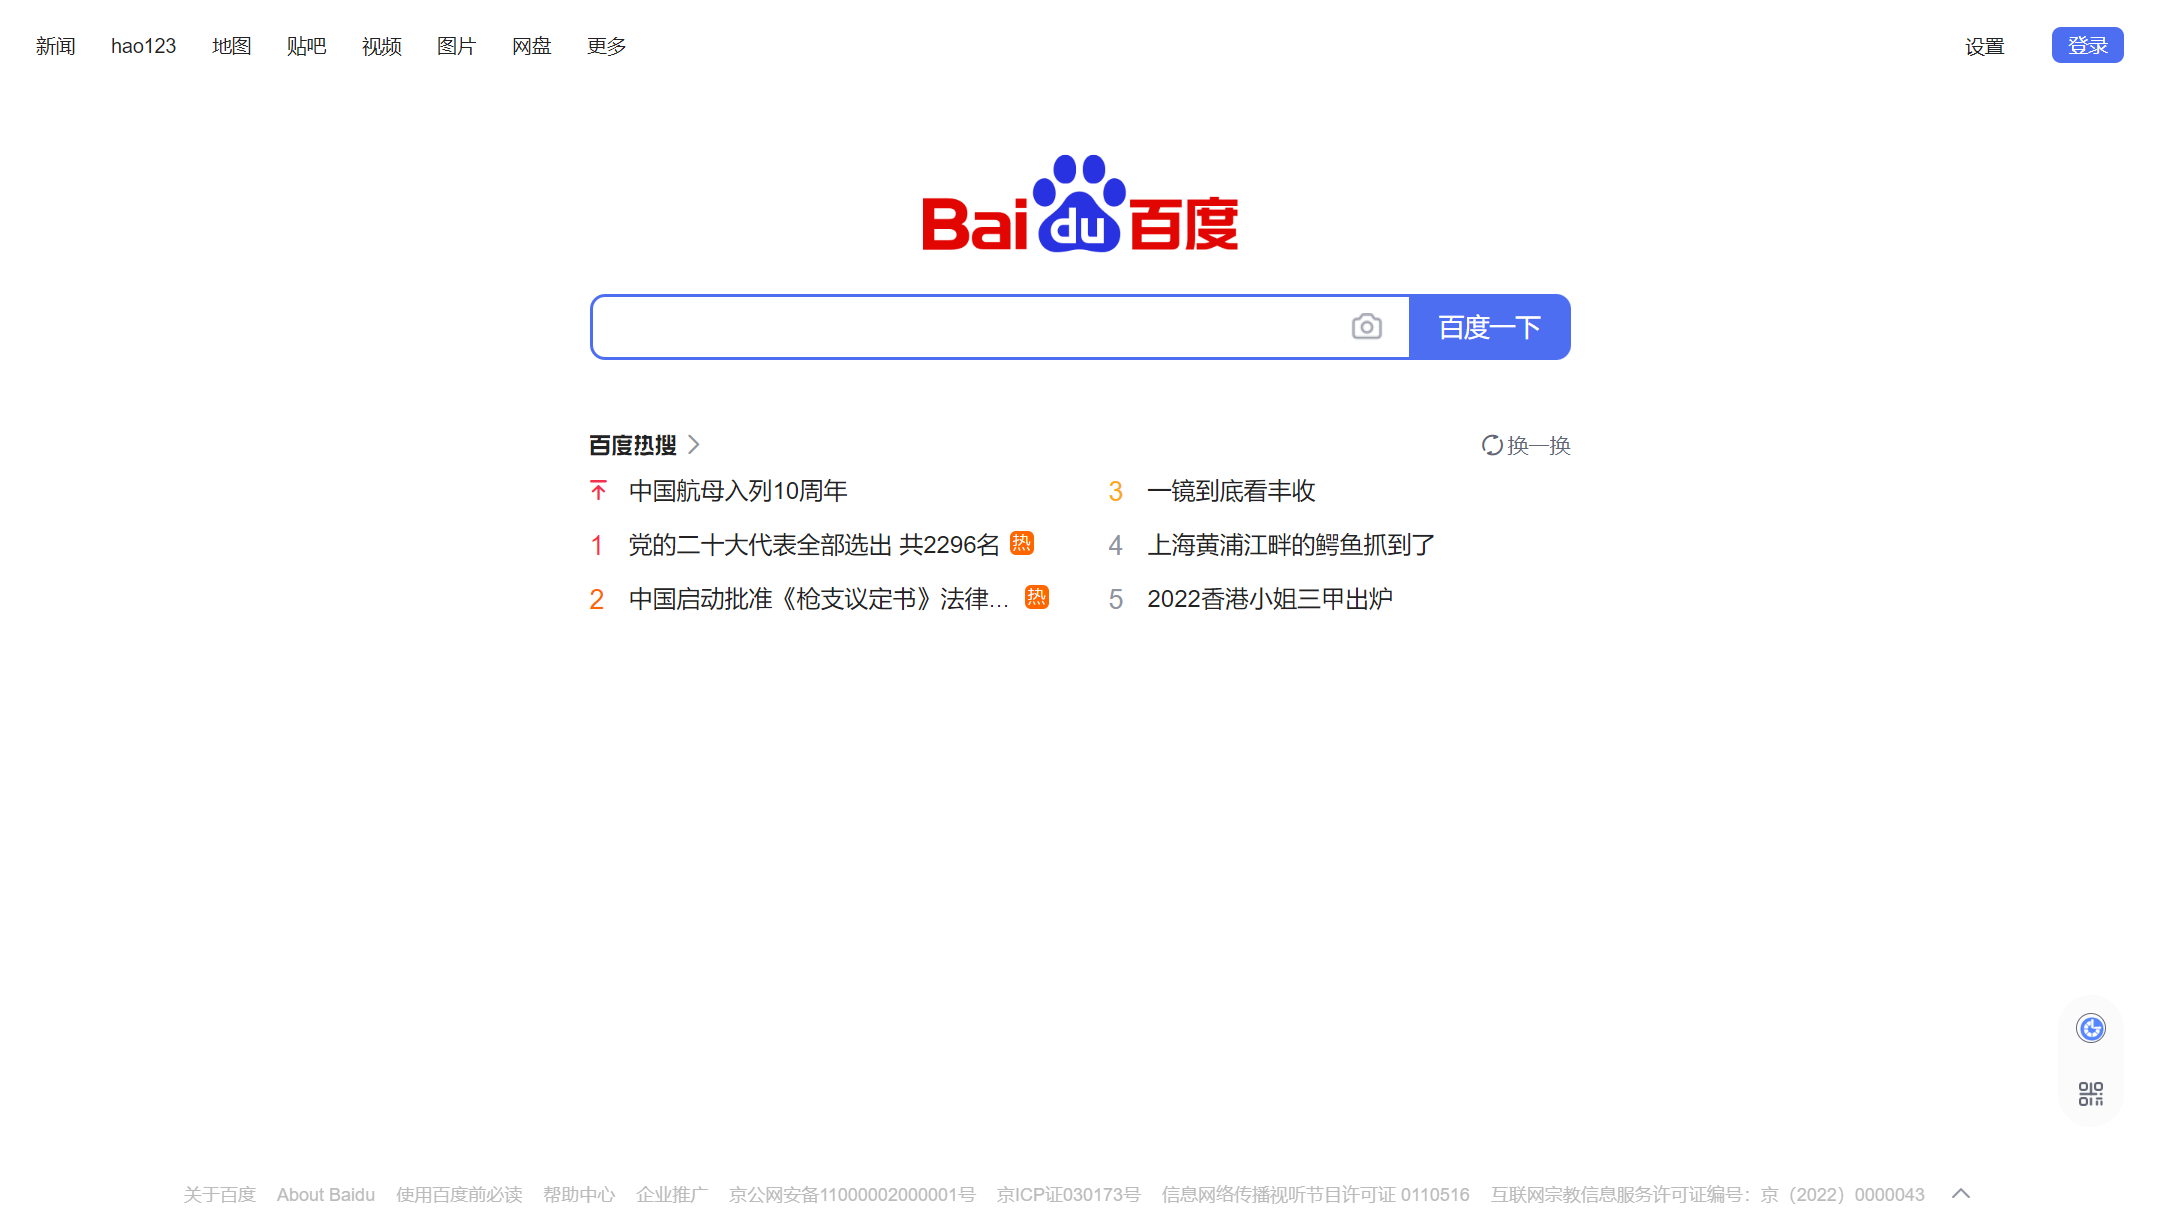 新闻 hao123 地图 贴吧 视频 图片 网盘 更多 设置 登录
Bai du 百度
百度一下
百度热搜 换一换
中国航母入列10周年
1 党的二十大代表全部选出 共2296名 热
2 中国启动批准《枪支议定书》法律... 热
3 一镜到底看丰收
4 上海黄浦江畔的鳄鱼抓到了
5 2022香港小姐三甲出炉
关于百度 About Baidu 使用百度前必读 帮助中心 企业推广 京公网安备11000002000001号 京ICP证030173号 信息网络传播视听节目许可证 0110516 互联网宗教信息服务许可证编号：京（2022）0000043